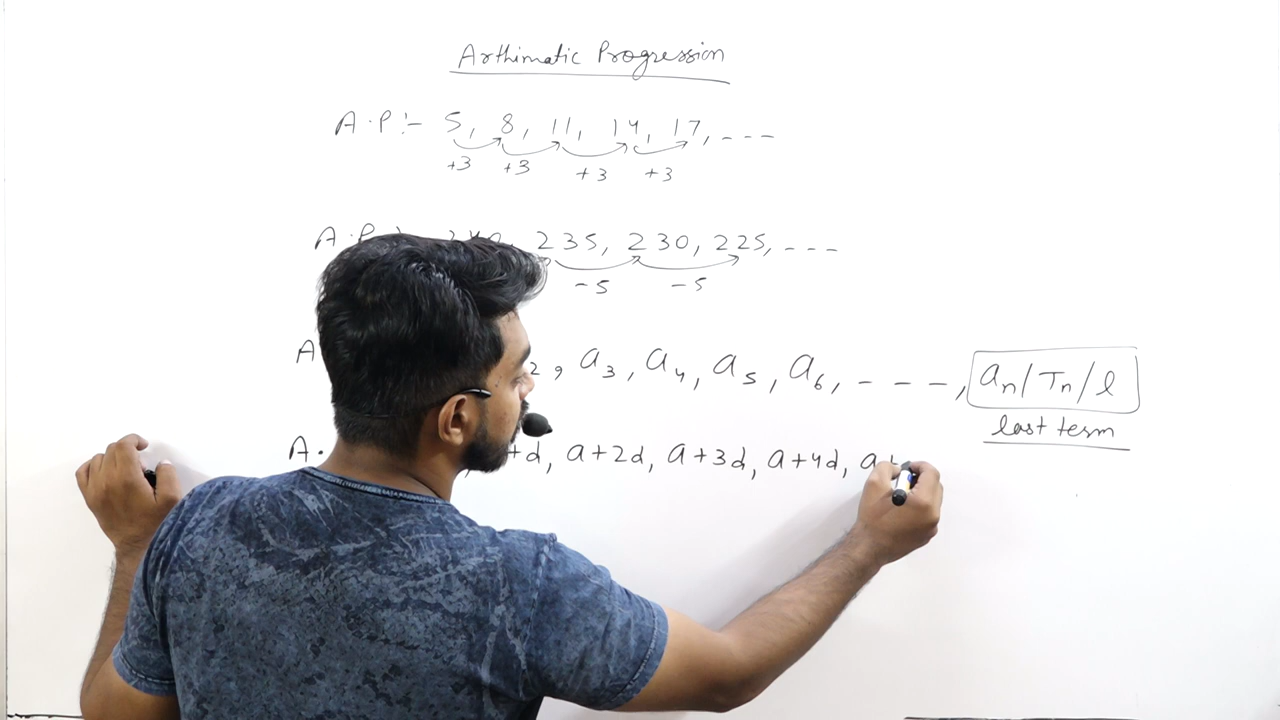 Arthimatic Progression
A.P:- 5, 8, 11, 14, 17, ---
+3 +3 +3 +3
A.P 235, 230, 225, ---
-5 -5
A 2, a3, a4, a5, a6, - - - -, an/Tn/l
last term
A. +d, a+2d, a+3d, a+4d, a+